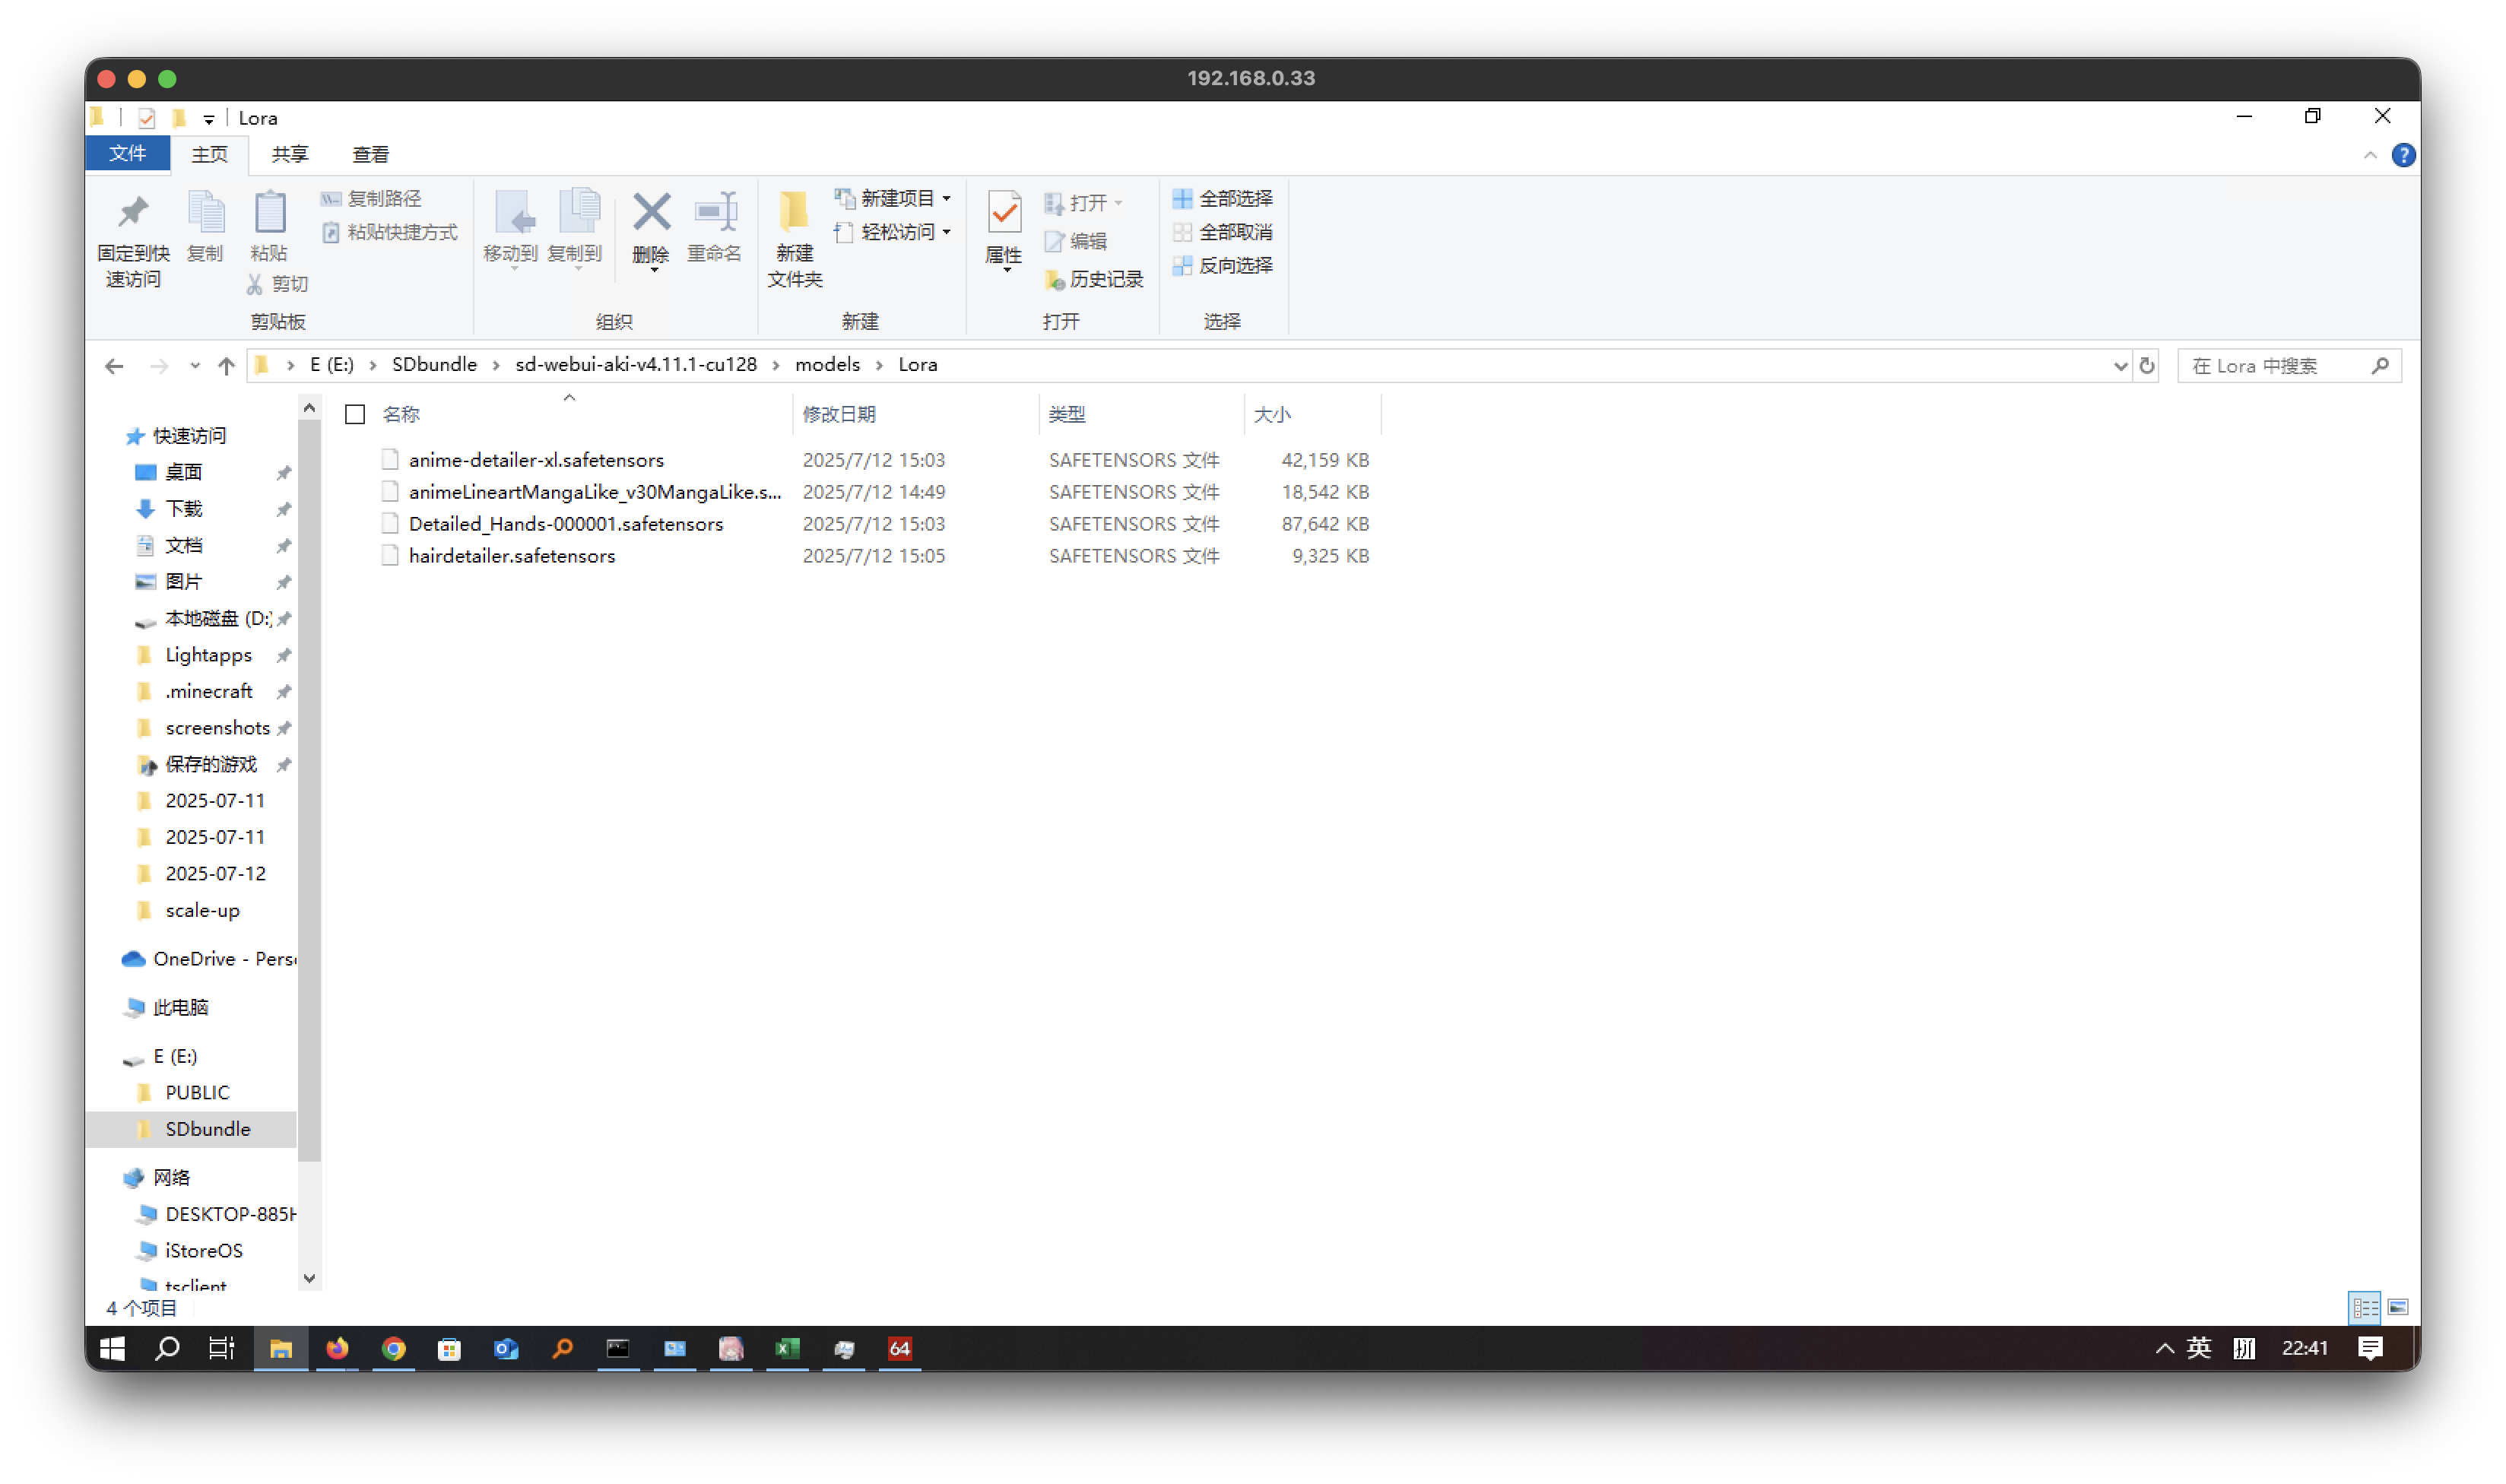 192.168.0.33
Lora
文件 主页 共享 查看
固定到快速访问
复制
粘贴
复制路径
粘贴快捷方式
剪切
剪贴板
移动到
复制到
删除
重命名
组织
新建文件夹
新建项目
轻松访问
新建
属性
打开
编辑
历史记录
打开
全部选择
全部取消
反向选择
选择
E (E:) › SDbundle › sd-webui-aki-v4.11.1-cu128 › models › Lora
在 Lora 中搜索
名称 修改日期 类型 大小
anime-detailer-xl.safetensors 2025/7/12 15:03 SAFETENSORS 文件 42,159 KB
animeLineartMangaLike_v30MangaLike.s... 2025/7/12 14:49 SAFETENSORS 文件 18,542 KB
Detailed_Hands-000001.safetensors 2025/7/12 15:03 SAFETENSORS 文件 87,642 KB
hairdetailer.safetensors 2025/7/12 15:05 SAFETENSORS 文件 9,325 KB
快速访问
桌面
下载
文档
图片
本地磁盘 (D:)
Lightapps
.minecraft
screenshots
保存的游戏
2025-07-11
2025-07-11
2025-07-12
scale-up
OneDrive - Pers
此电脑
E (E:)
PUBLIC
SDbundle
网络
DESKTOP-885H
iStoreOS
tsclient
4 个项目
64
英
拼
22:41